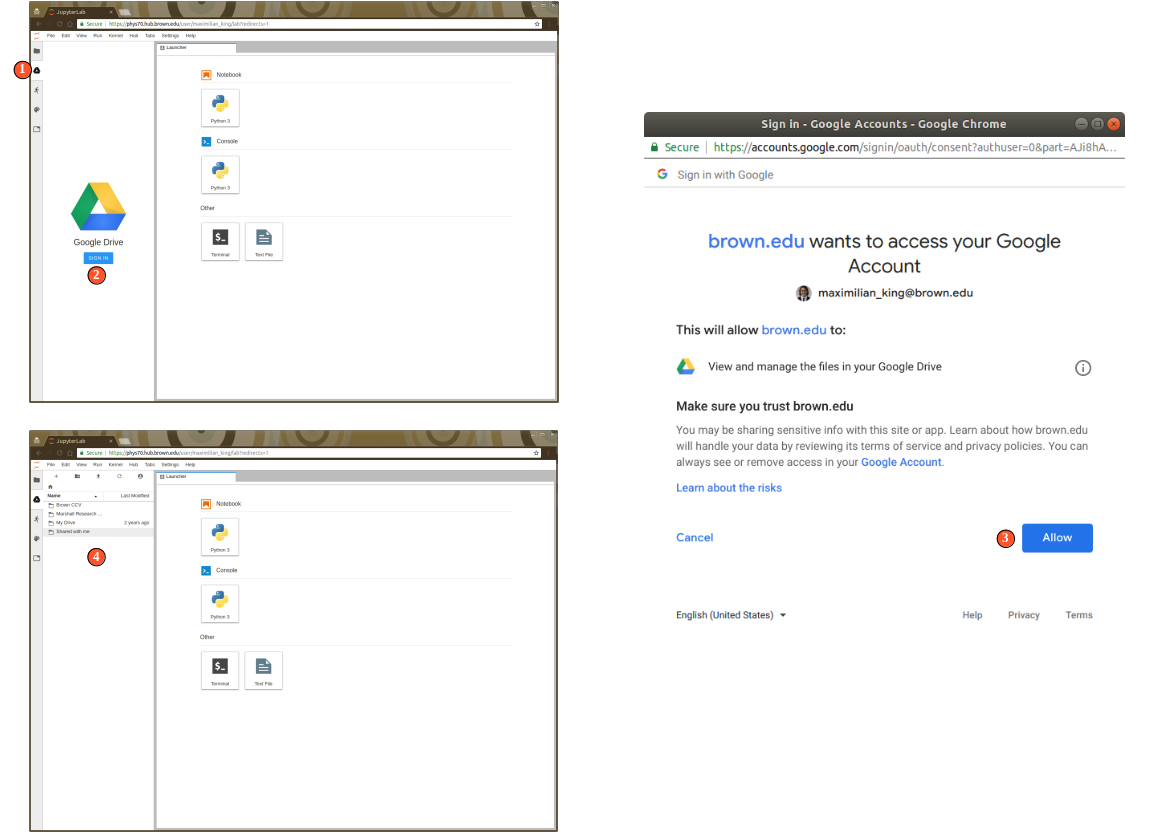 JupyterLab ×
Secure | https://phys70.hub.brown.edu/user/maximilian_king/lab?redirects=1
File Edit View Run Kernel Hub Tabs Settings Help
Launcher
1
Notebook
Python 3
Console
Python 3
Other
$_
Terminal
Text File
Google Drive
SIGN IN
2
JupyterLab ×
Secure | https://phys70.hub.brown.edu/user/maximilian_king/lab?redirects=1
File Edit View Run Kernel Hub Tabs Settings Help
Launcher
Name Last Modified
Brown CCV
Marshall Research ...
My Drive 2 years ago
Shared with me
4
Notebook
Python 3
Console
Python 3
Other
$_
Terminal
Text File
Sign in - Google Accounts - Google Chrome
Secure | https://accounts.google.com/signin/oauth/consent?authuser=0&part=AJi8hA...
Sign in with Google
brown.edu wants to access your Google
Account
maximilian_king@brown.edu
This will allow brown.edu to:
View and manage the files in your Google Drive
Make sure you trust brown.edu
You may be sharing sensitive info with this site or app. Learn about how brown.edu
will handle your data by reviewing its terms of service and privacy policies. You can
always see or remove access in your Google Account.
Learn about the risks
Cancel
3
Allow
English (United States)
Help Privacy Terms